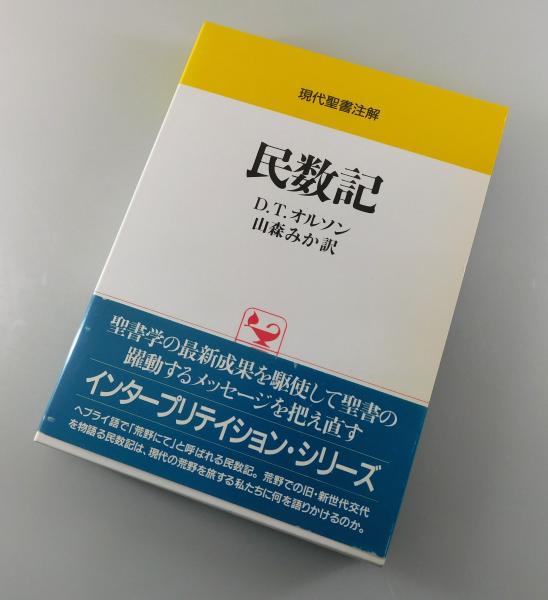 現代聖書注解
民数記
D.T.オルソン
山森みか訳
聖書学の最新成果を駆使して聖書の
躍動するメッセージを把え直す
インタープリテイション・シリーズ
ヘブライ語で「荒野にて」と呼ばれる民数記。荒野での旧・新世代交代
を物語る民数記は、現代の荒野を旅する私たちに何を語りかけるのか。